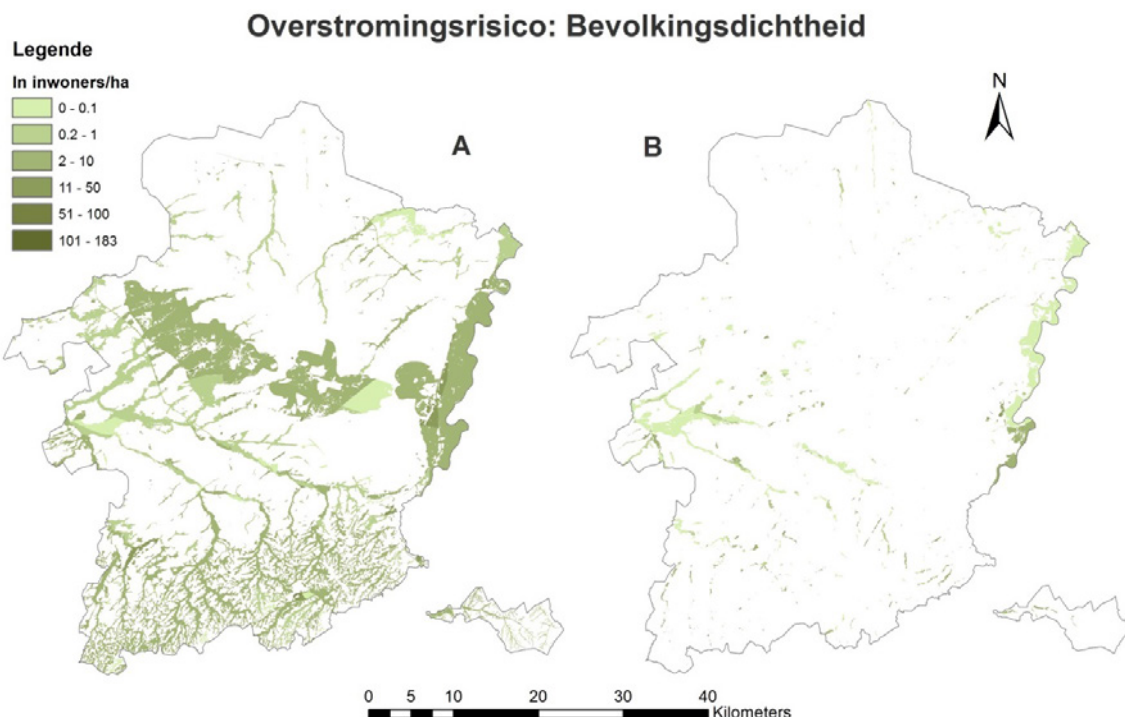 Overstromingsrisico: Bevolkingsdichtheid
Legende
In inwoners/ha
0 - 0.1
0.2 - 1
2 - 10
11 - 50
51 - 100
101 - 183
A
B
N
0 5 10 20 30 40
Kilometers